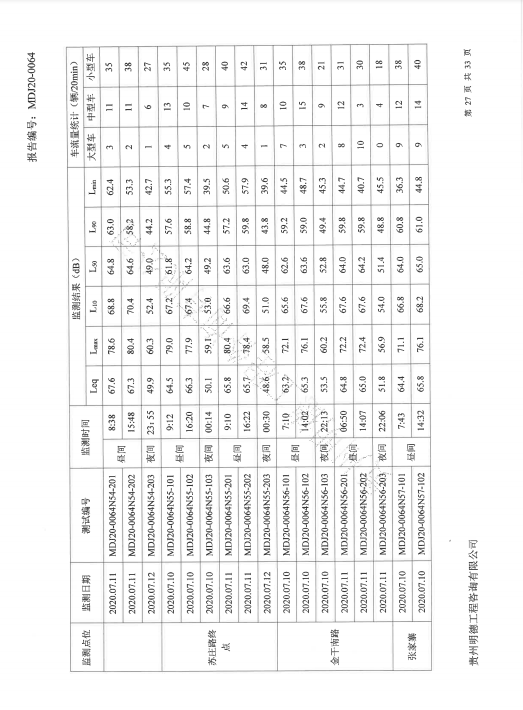 报告编号：MDJ20-0064
监测点位 监测日期 测试编号 监测时间 监测结果（dB） 车流量统计（辆/20min）
Leq Lmax L10 L50 L90 Lmin 大型车 中型车 小型车
2020.07.11 MDJ20-0064N54-201 昼间 8:38 67.6 78.6 68.8 64.8 63.0 62.4 3 11 35
2020.07.11 MDJ20-0064N54-202 15:48 67.3 80.4 70.4 64.6 58.2 53.3 2 11 38
2020.07.12 MDJ20-0064N54-203 夜间 23:55 49.9 60.3 52.4 49.0 44.2 42.7 1 6 27
苏庄路终点 2020.07.10 MDJ20-0064N55-101 昼间 9:12 64.5 79.0 67.2 61.8 57.6 55.3 4 13 35
2020.07.10 MDJ20-0064N55-102 16:20 66.3 77.9 67.4 64.2 58.8 57.4 5 10 45
2020.07.10 MDJ20-0064N55-103 夜间 00:14 50.1 59.1 53.0 49.2 44.8 39.5 2 7 28
2020.07.11 MDJ20-0064N55-201 昼间 9:10 65.8 80.4 66.6 63.6 57.2 50.6 5 9 40
2020.07.11 MDJ20-0064N55-202 16:22 65.7 78.4 69.4 63.0 59.8 57.9 4 14 42
2020.07.12 MDJ20-0064N55-203 夜间 00:30 48.6 58.5 51.0 48.0 43.8 39.6 1 8 31
金干南路 2020.07.10 MDJ20-0064N56-101 昼间 7:10 63.2 72.1 65.6 62.6 59.2 44.5 7 10 35
2020.07.10 MDJ20-0064N56-102 14:02 65.3 76.1 67.6 63.6 59.0 48.7 3 15 38
2020.07.10 MDJ20-0064N56-103 夜间 22:13 53.5 60.2 55.8 52.8 49.4 45.3 2 9 21
2020.07.11 MDJ20-0064N56-201 昼间 06:50 64.8 72.2 67.6 64.0 59.8 44.7 8 12 31
2020.07.11 MDJ20-0064N56-202 14:07 65.0 72.4 67.6 64.2 59.8 40.7 10 3 30
2020.07.11 MDJ20-0064N56-203 夜间 22:06 51.8 56.9 54.0 51.4 48.8 45.5 0 4 18
张家寨 2020.07.10 MDJ20-0064N57-101 昼间 7:43 64.4 71.1 66.8 64.0 60.8 36.3 9 12 38
2020.07.10 MDJ20-0064N57-102 14:32 65.8 76.1 68.2 65.0 61.0 44.8 9 14 40
贵州明德工程咨询有限公司
第 27 页 共 33 页